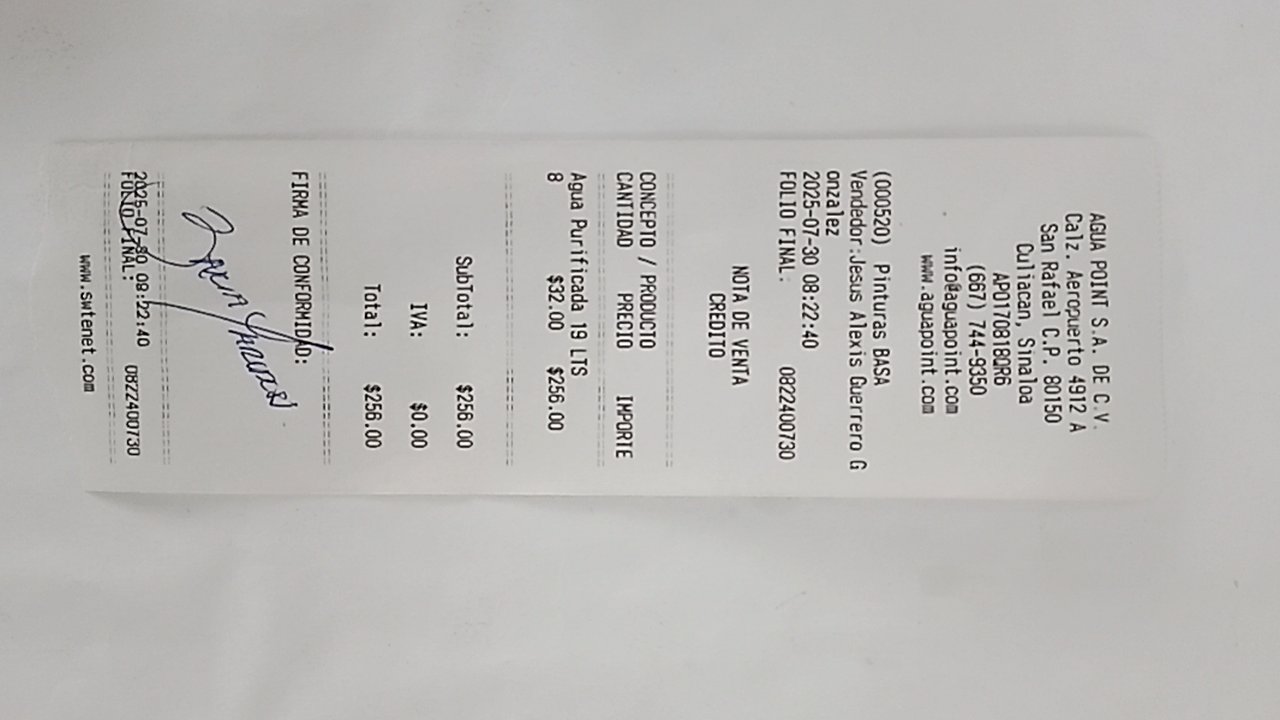 AGUA POINT S.A. DE C.V.
Calz. Aeropuerto 4912 A
San Rafael C.P. 80150
Culiacan, Sinaloa
APO170818QR6
(667) 744-9350
info@aguapoint.com
www.aguapoint.com
(000520) Pinturas BASA
Vendedor:Jesus Alexis Guerrero G
onzalez
2025-07-30 08:22:40
FOLIO FINAL: 0822400730
NOTA DE VENTA
CREDITO
CONCEPTO / PRODUCTO
CANTIDAD PRECIO IMPORTE
Agua Purificada 19 LTS
8 $32.00 $256.00
SubTotal: $256.00
IVA: $0.00
Total: $256.00
FIRMA DE CONFORMIDAD:
2025-07-30 08:22:40
FOLIO FINAL: 0822400730
www.swtenet.com